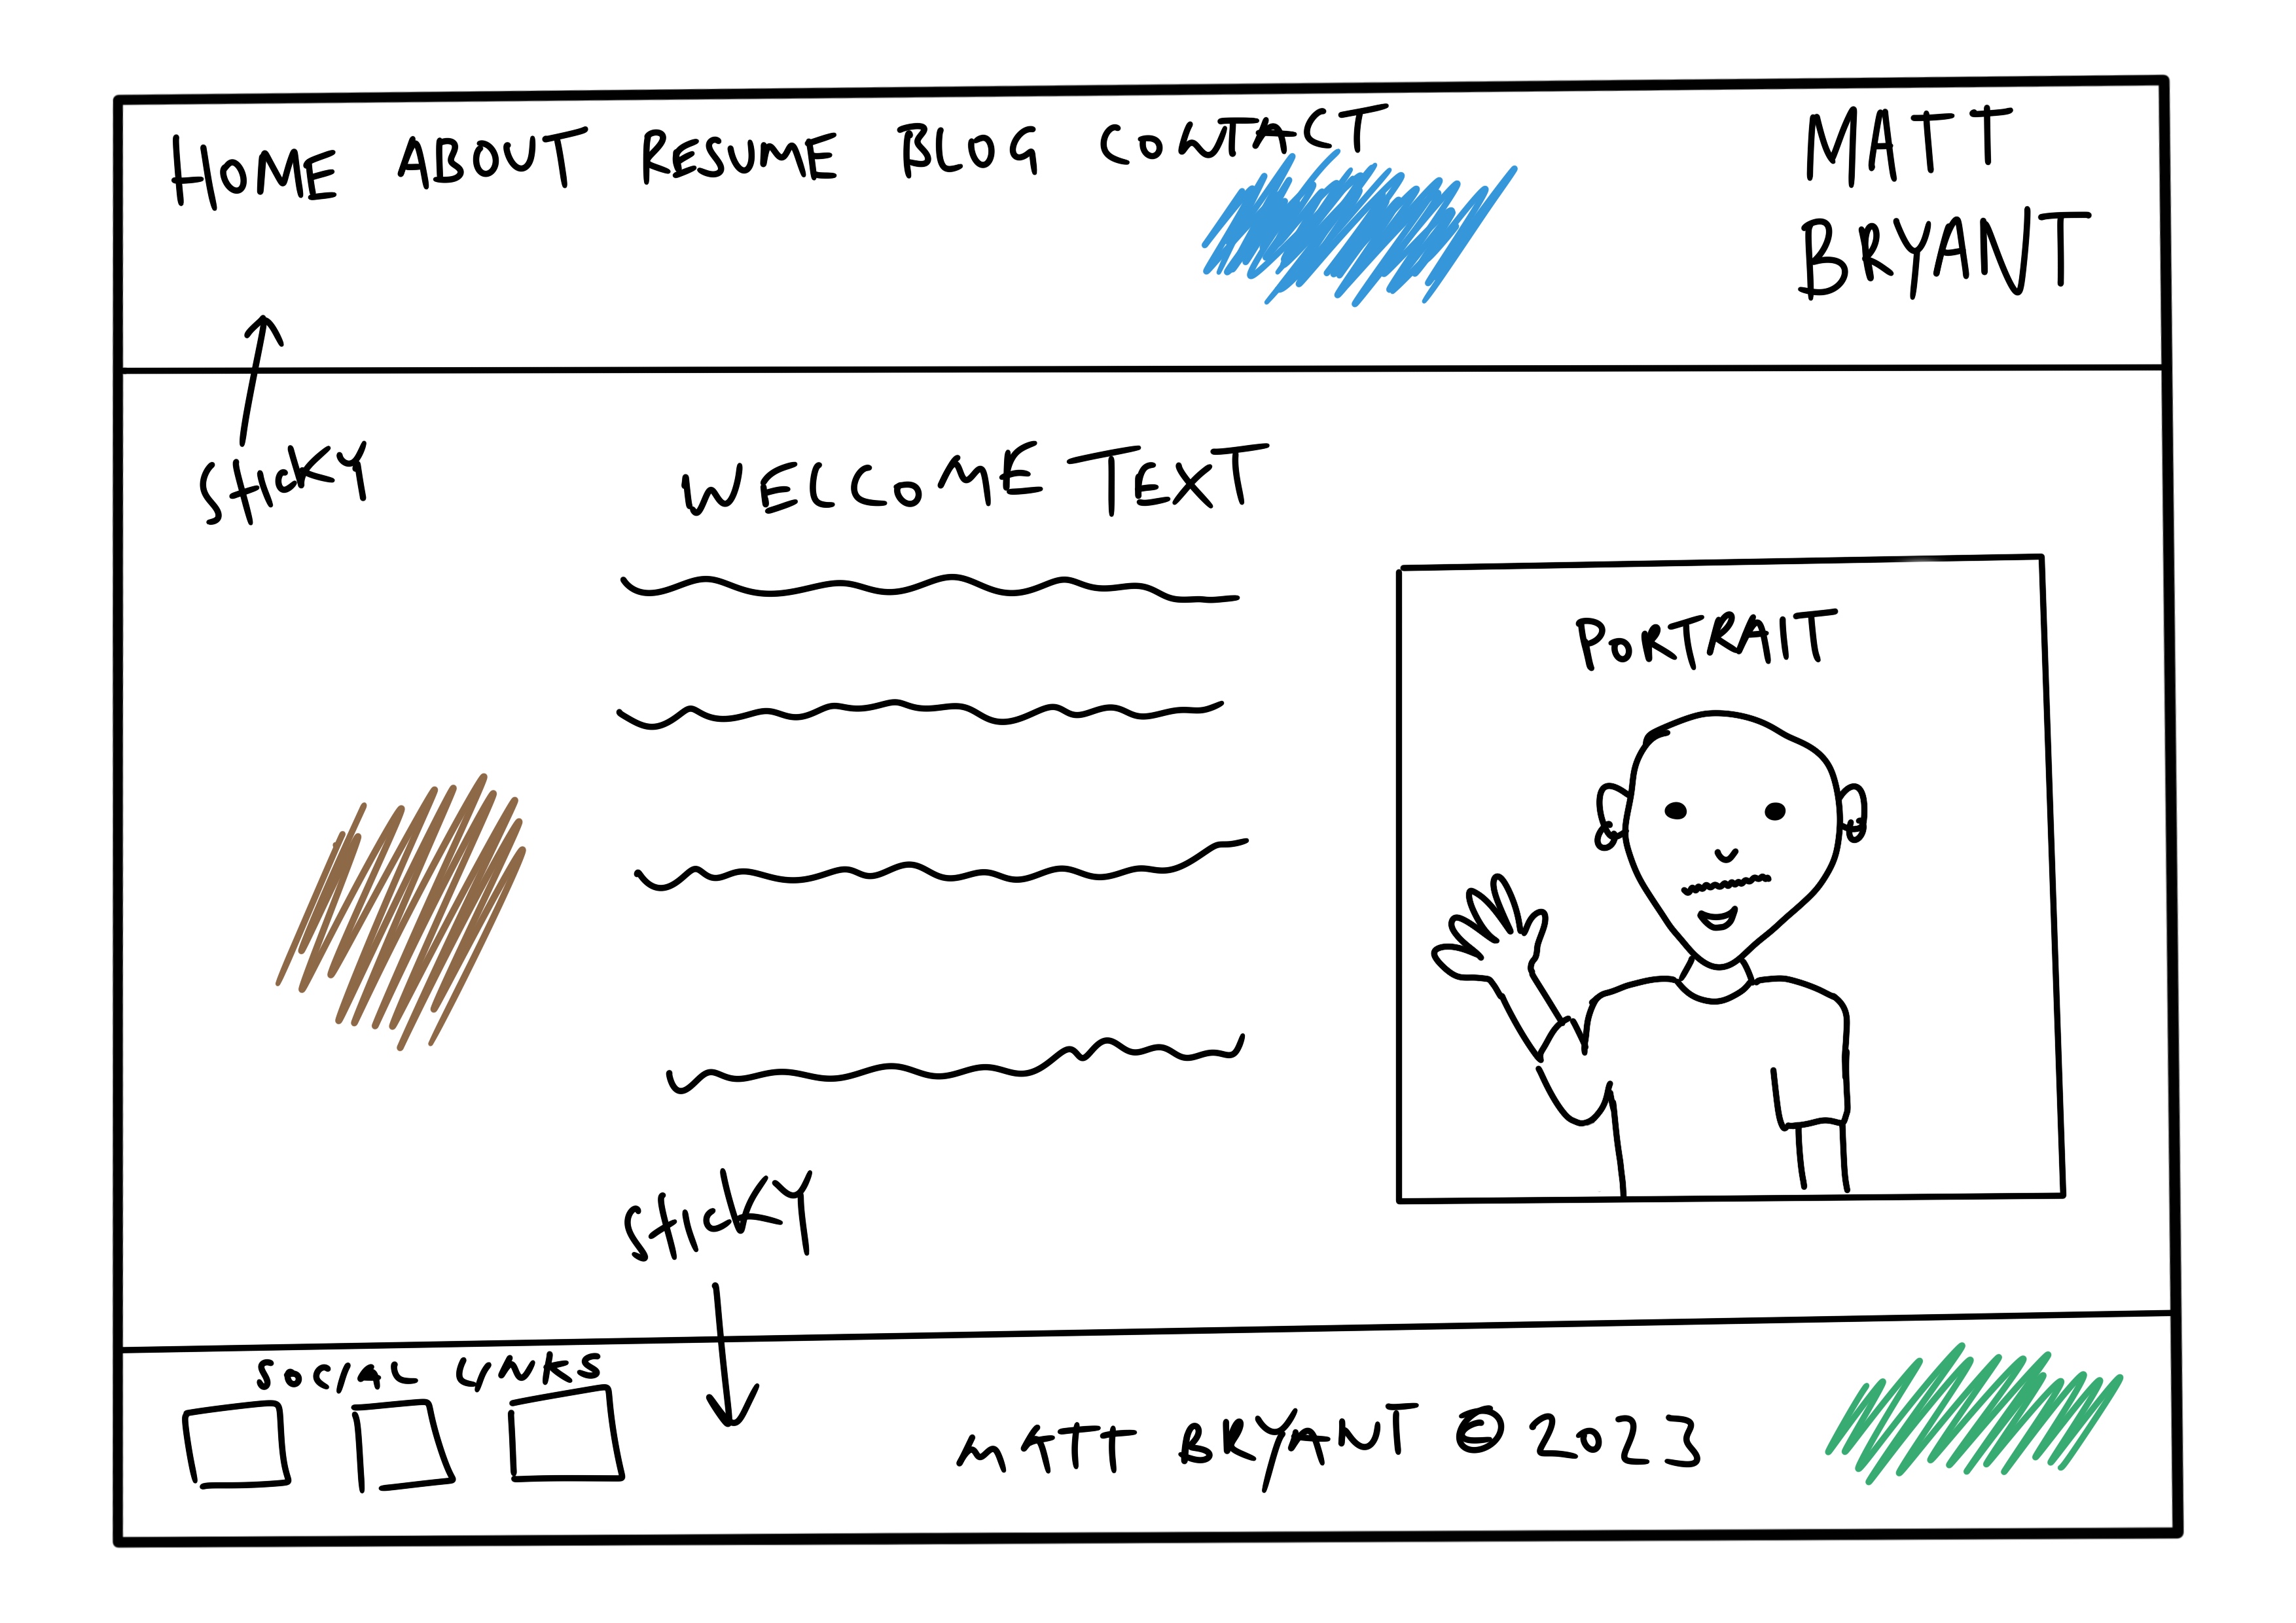 HOME ABOUT RESUME BLOG CONTACT
MATT
BRYANT
STICKY
WELCOME TEXT
PORTRAIT
STICKY
SOCIAL LINKS
MATT BRYANT © 2023